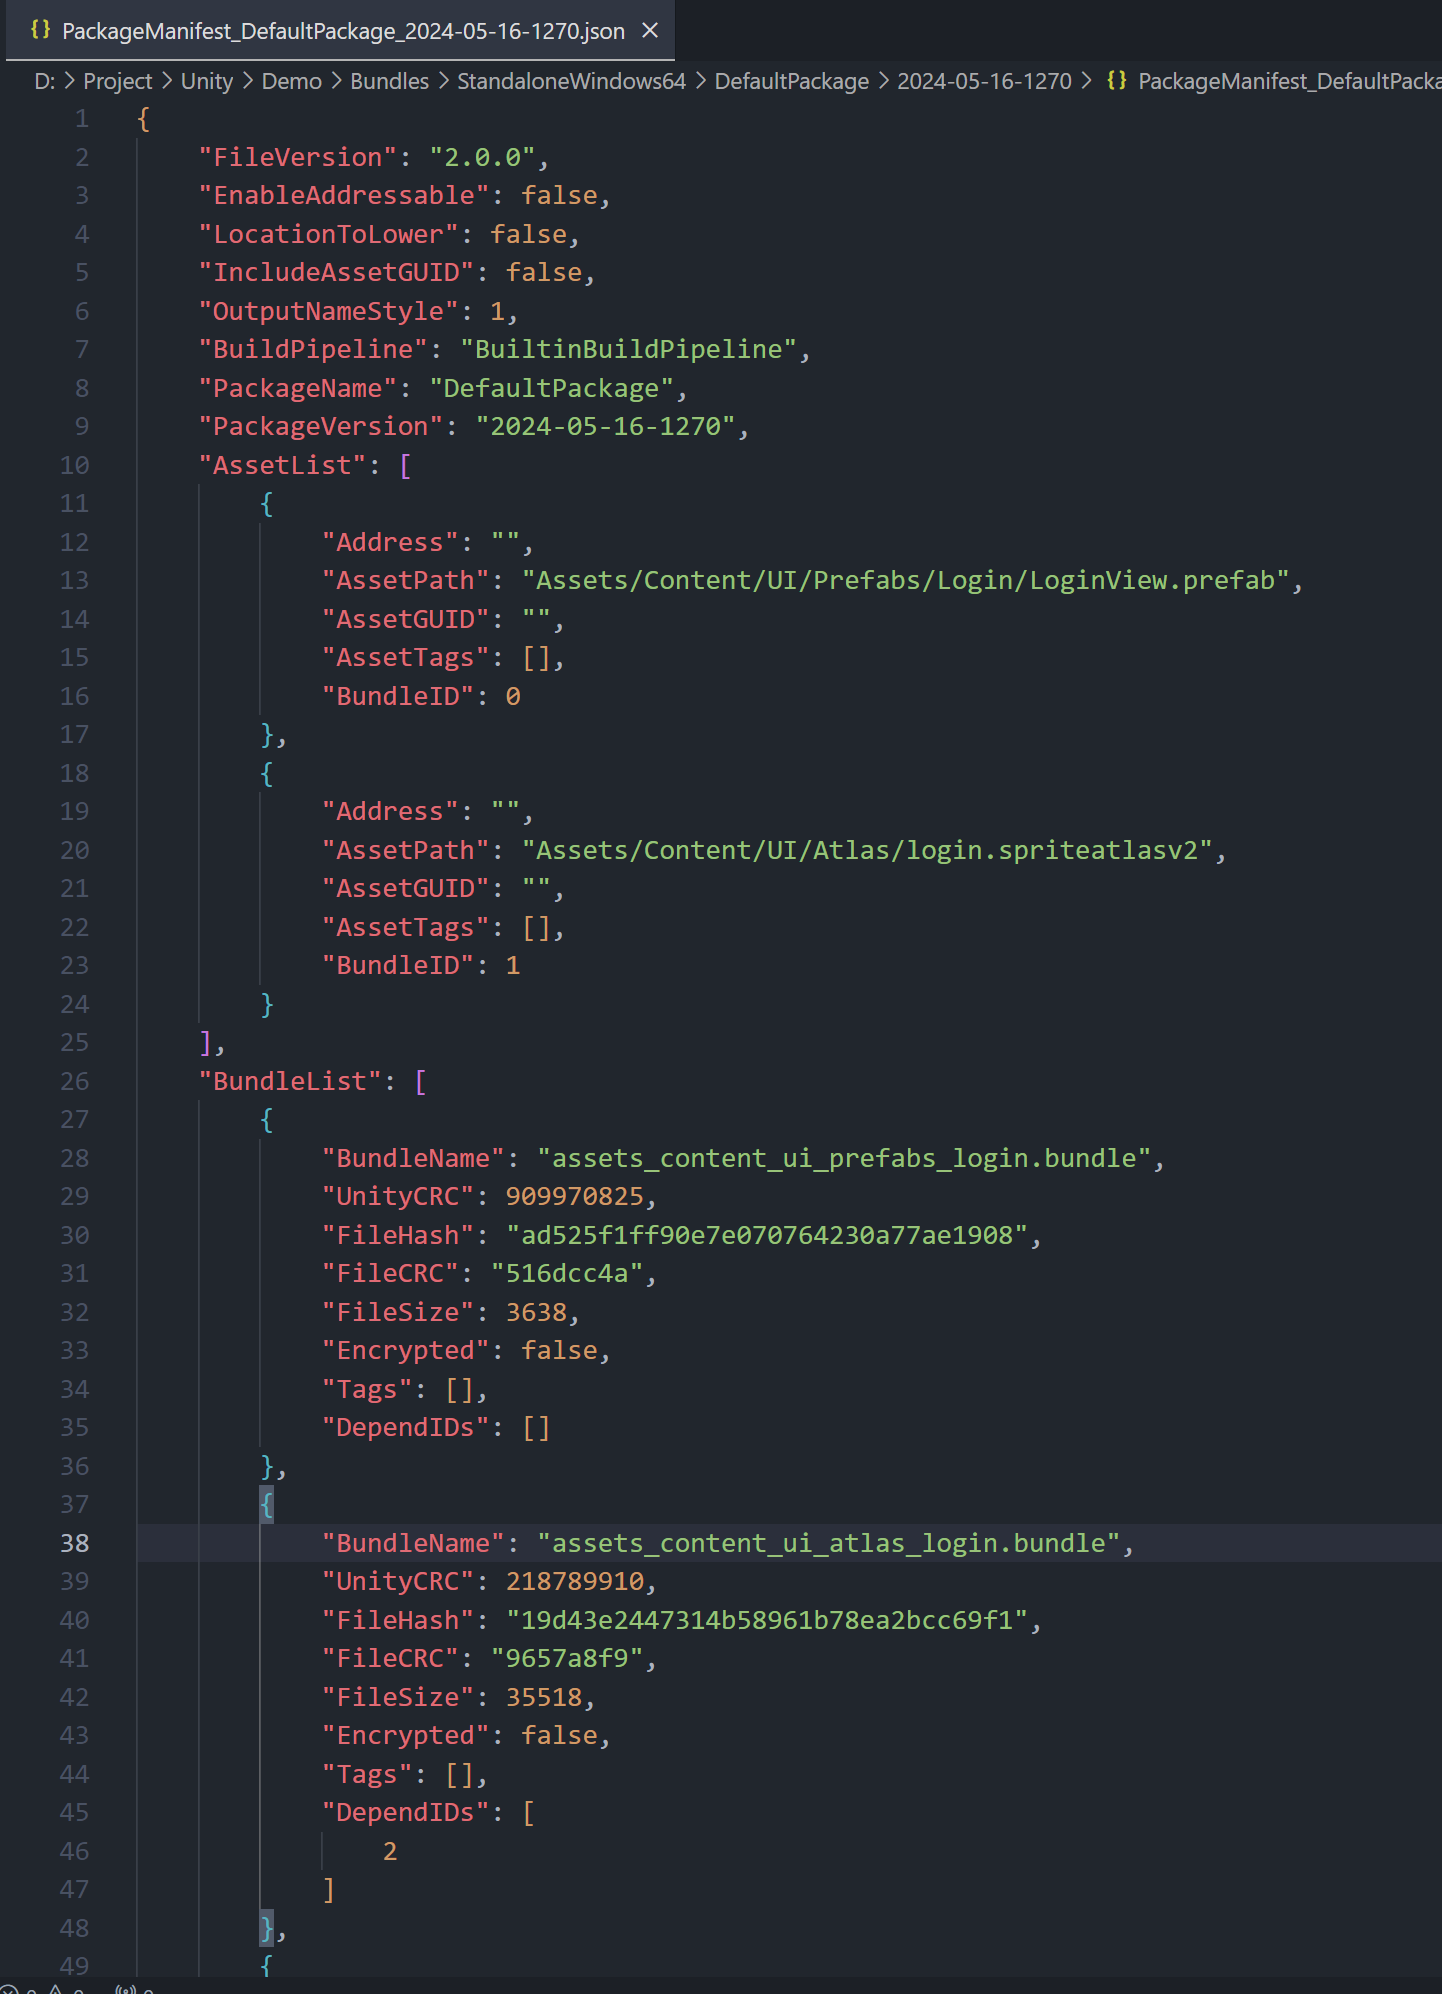 {} PackageManifest_DefaultPackage_2024-05-16-1270.json ×
D: > Project > Unity > Demo > Bundles > StandaloneWindows64 > DefaultPackage > 2024-05-16-1270 > {} PackageManifest_DefaultPacka
1 {
2 "FileVersion": "2.0.0",
3 "EnableAddressable": false,
4 "LocationToLower": false,
5 "IncludeAssetGUID": false,
6 "OutputNameStyle": 1,
7 "BuildPipeline": "BuiltinBuildPipeline",
8 "PackageName": "DefaultPackage",
9 "PackageVersion": "2024-05-16-1270",
10 "AssetList": [
11 {
12 "Address": "",
13 "AssetPath": "Assets/Content/UI/Prefabs/Login/LoginView.prefab",
14 "AssetGUID": "",
15 "AssetTags": [],
16 "BundleID": 0
17 },
18 {
19 "Address": "",
20 "AssetPath": "Assets/Content/UI/Atlas/login.spriteatlasv2",
21 "AssetGUID": "",
22 "AssetTags": [],
23 "BundleID": 1
24 }
25 ],
26 "BundleList": [
27 {
28 "BundleName": "assets_content_ui_prefabs_login.bundle",
29 "UnityCRC": 909970825,
30 "FileHash": "ad525f1ff90e7e070764230a77ae1908",
31 "FileCRC": "516dcc4a",
32 "FileSize": 3638,
33 "Encrypted": false,
34 "Tags": [],
35 "DependIDs": []
36 },
37 {
38 "BundleName": "assets_content_ui_atlas_login.bundle",
39 "UnityCRC": 218789910,
40 "FileHash": "19d43e2447314b58961b78ea2bcc69f1",
41 "FileCRC": "9657a8f9",
42 "FileSize": 35518,
43 "Encrypted": false,
44 "Tags": [],
45 "DependIDs": [
46 2
47 ]
48 },
49 {